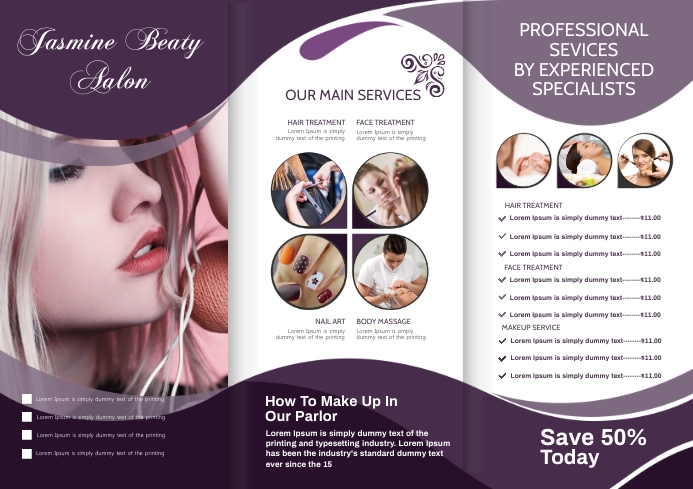 Jasmine Beaty
Aalon
Lorem Ipsum is simply dummy text of the printing
Lorem Ipsum is simply dummy text of the printing
Lorem Ipsum is simply dummy text of the printing
Lorem Ipsum is simply dummy text of the printing
OUR MAIN SERVICES
HAIR TREATMENT
Lorem Ipsum is simply
dummy text of the printing
FACE TREATMENT
Lorem Ipsum is simply
dummy text of the printing
NAIL ART
Lorem Ipsum is simply
dummy text of the printing
BODY MASSAGE
Lorem Ipsum is simply
dummy text of the printing
How To Make Up In
Our Parlor
Lorem Ipsum is simply dummy text of the
printing and typesetting industry. Lorem Ipsum
has been the industry's standard dummy text
ever since the 15
PROFESSIONAL
SEVICES
BY EXPERIENCED
SPECIALISTS
HAIR TREATMENT
Lorem Ipsum is simply dummy text--------$11.00
Lorem Ipsum is simply dummy text--------$11.00
Lorem Ipsum is simply dummy text--------$11.00
FACE TREATMENT
Lorem Ipsum is simply dummy text--------$11.00
Lorem Ipsum is simply dummy text--------$11.00
Lorem Ipsum is simply dummy text--------$11.00
MAKEUP SERVICE
Lorem Ipsum is simply dummy text--------$11.00
Lorem Ipsum is simply dummy text--------$11.00
Lorem Ipsum is simply dummy text--------$11.00
Save 50%
Today